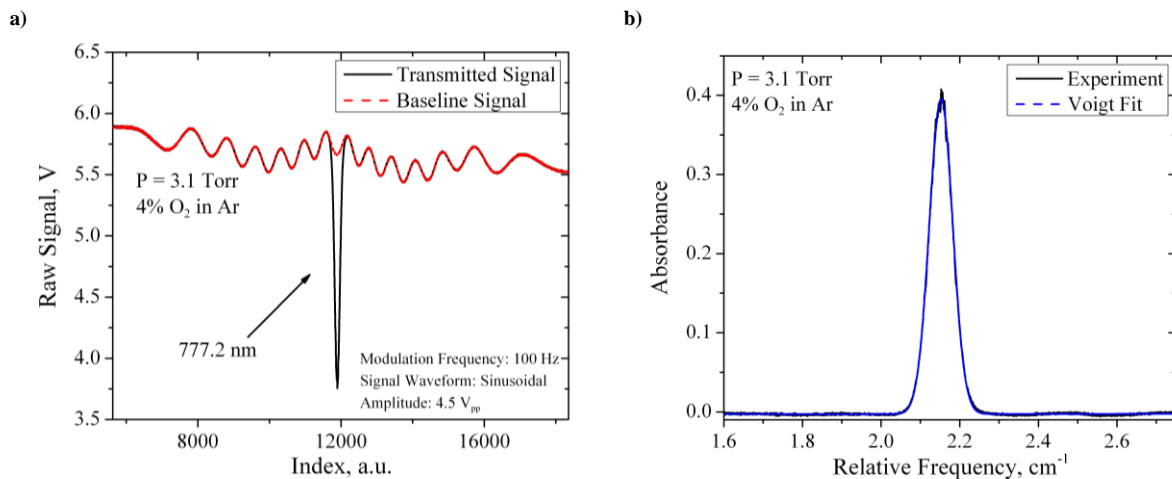 a)
6.5
6.0
5.5
5.0
4.5
4.0
3.5
Raw Signal, V
Transmitted Signal
Baseline Signal
P = 3.1 Torr
4% O₂ in Ar
777.2 nm
Modulation Frequency: 100 Hz
Signal Waveform: Sinusoidal
Amplitude: 4.5 Vₚₚ
8000 12000 16000
Index, a.u.
b)
0.4
0.3
0.2
0.1
0.0
Absorbance
P = 3.1 Torr
4% O₂ in Ar
Experiment
Voigt Fit
1.6 1.8 2.0 2.2 2.4 2.6
Relative Frequency, cm⁻¹